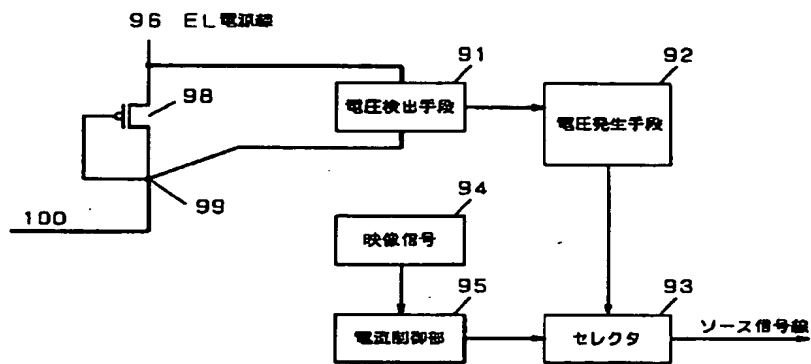 96 EL電源線
91
92
98
電圧検出手段
電圧発生手段
99
94
100
映像信号
95
93
電流制御部
セレクタ
ソース信号線